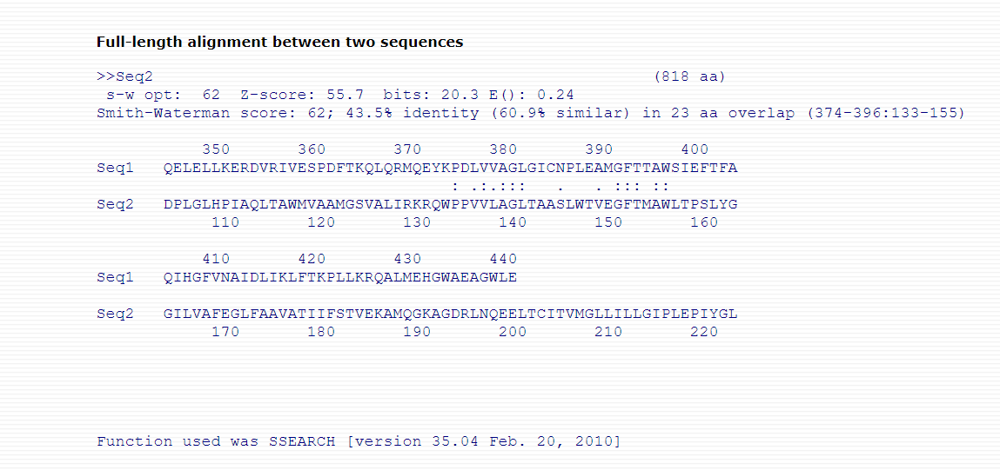 Full-length alignment between two sequences
>>Seq2 (818 aa)
s-w opt: 62 Z-score: 55.7 bits: 20.3 E(): 0.24
Smith-Waterman score: 62; 43.5% identity (60.9% similar) in 23 aa overlap (374-396:133-155)
350 360 370 380 390 400
Seq1 QELELLKERDVRIVESPDFTKQLQRMQEYKPDLVVAGLGICNPLEAMGFTTAWSIEFTFA
: .:.::: . . ::: ::
Seq2 DPLGLHPIAQLTAWMVAAMGSVALIRKRQWPPVVLAGLTAASLWTVEGFTMAWLTPSLYG
110 120 130 140 150 160
410 420 430 440
Seq1 QIHGFVNAIDLIKLFTKPLLKRQALMEHGWAEAGWLE
Seq2 GILVAFEGLFAAVATIIFSTVEKAMQGKAGDRLNQEELTCITVMGLLILLGIPLEPIYGL
170 180 190 200 210 220
Function used was SSEARCH [version 35.04 Feb. 20, 2010]